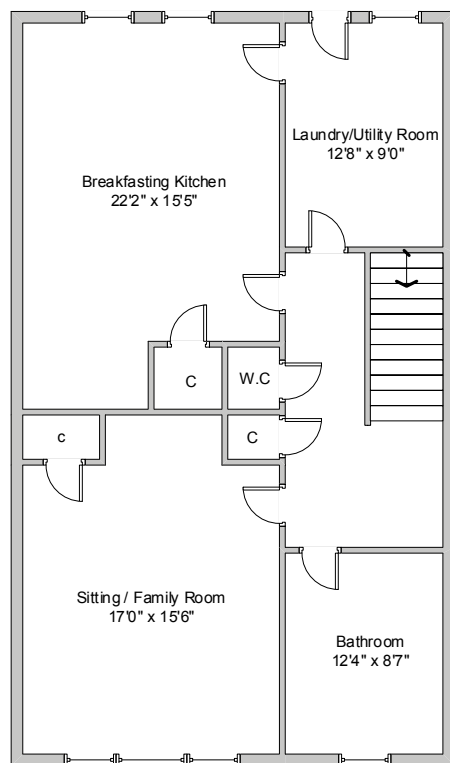 Laundry/Utility Room
12'8" x 9'0"
Breakfasting Kitchen
22'2" x 15'5"
C
W.C
c
C
Sitting / Family Room
17'0" x 15'6"
Bathroom
12'4" x 8'7"